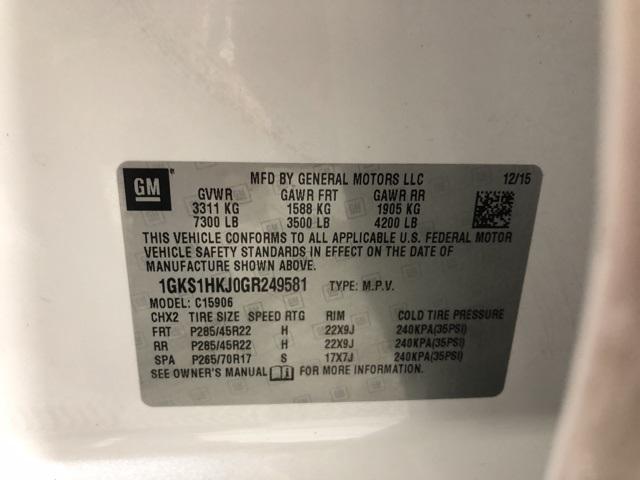 GM
MFD BY GENERAL MOTORS LLC 12/15
GVWR GAWR FRT GAWR RR
3311 KG 1588 KG 1905 KG
7300 LB 3500 LB 4200 LB
THIS VEHICLE CONFORMS TO ALL APPLICABLE U.S. FEDERAL MOTOR
VEHICLE SAFETY STANDARDS IN EFFECT ON THE DATE OF
MANUFACTURE SHOWN ABOVE.
1GKS1HKJ0GR249581 TYPE: M.P.V.
MODEL: C15906
CHX2 TIRE SIZE SPEED RTG RIM COLD TIRE PRESSURE
FRT P285/45R22 H 22X9J 240KPA(35PSI)
RR P285/45R22 H 22X9J 240KPA(35PSI)
SPA P265/70R17 S 17X7J 240KPA(35PSI)
SEE OWNER'S MANUAL FOR MORE INFORMATION.